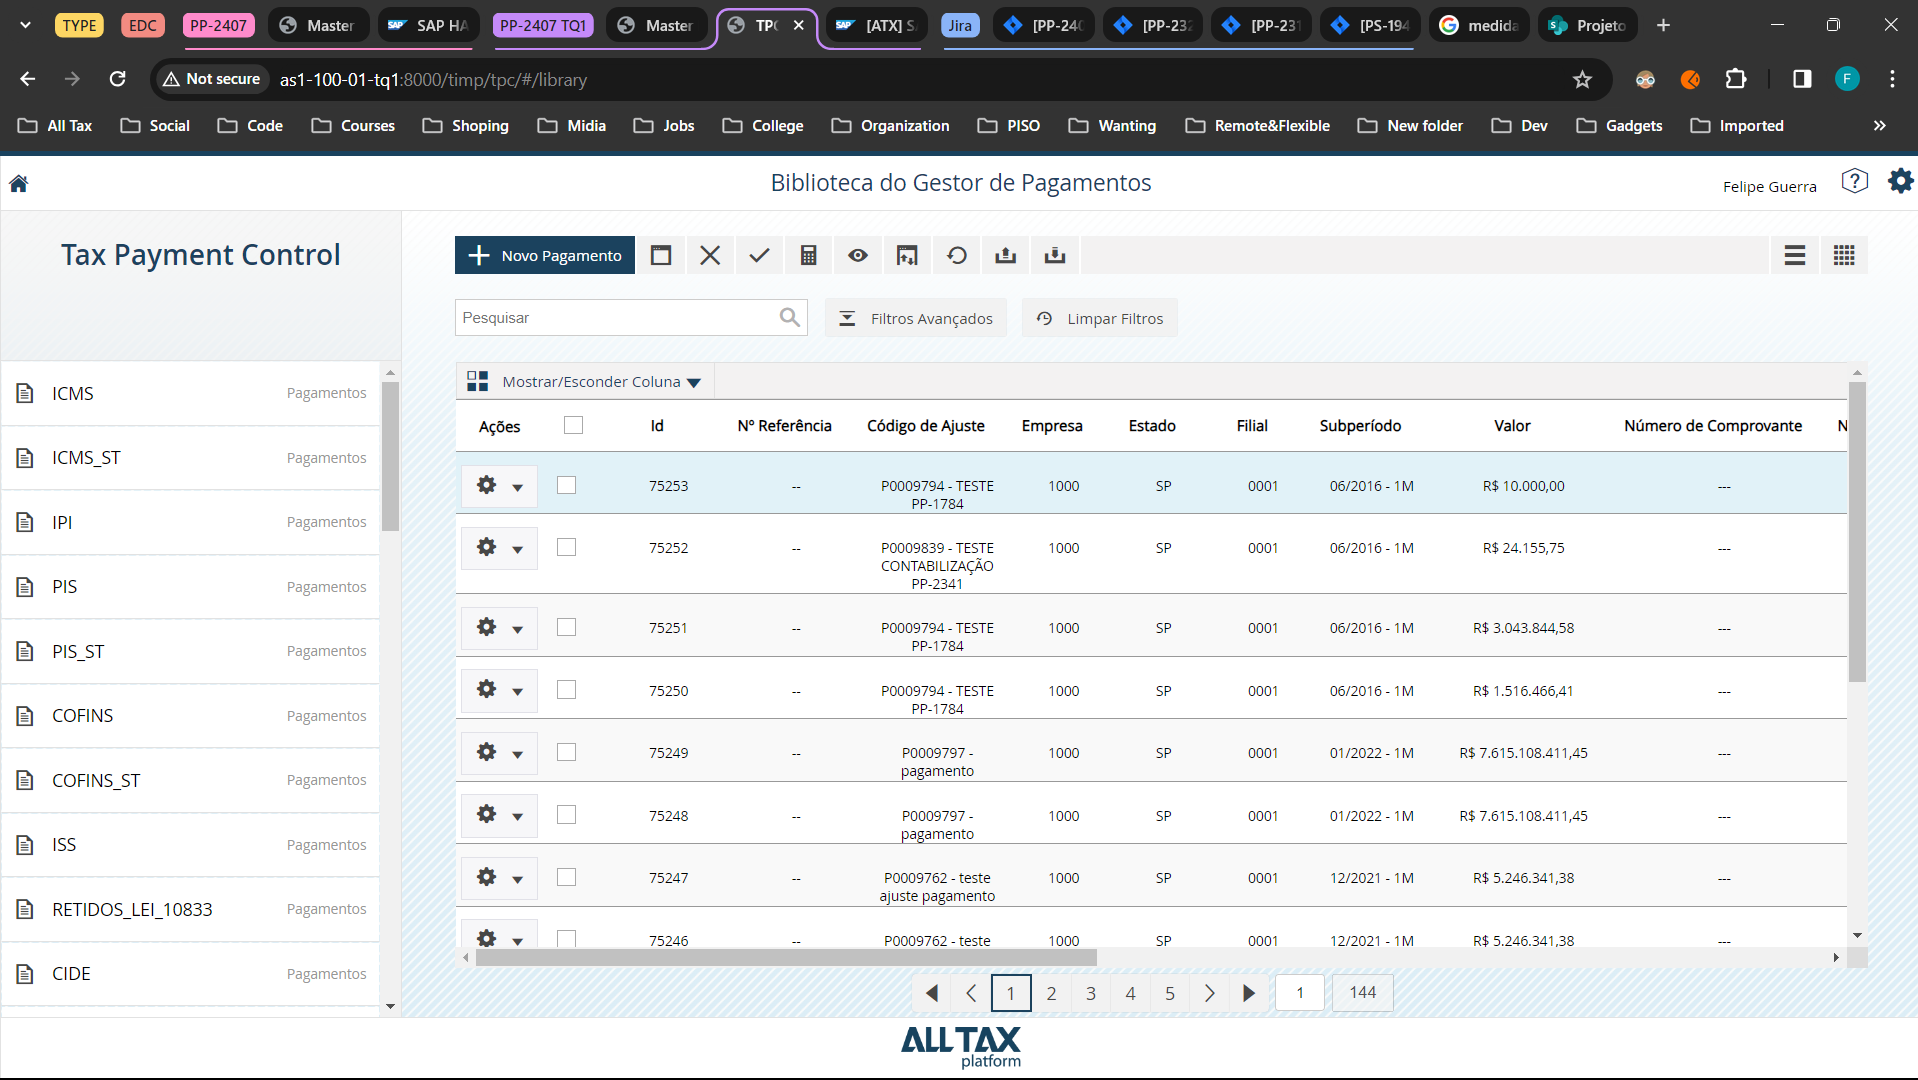 TYPE EDC PP-2407 Master SAP HA PP-2407 TQ1 Master TPC [ATX] S Jira [PP-240 [PP-232 [PP-231 [PS-194 medida Projeto
Not secure as1-100-01-tq1:8000/timp/tpc/#/library F
All Tax Social Code Courses Shoping Midia Jobs College Organization PISO Wanting Remote&Flexible New folder Dev Gadgets Imported
Biblioteca do Gestor de Pagamentos
Felipe Guerra
Tax Payment Control
ICMS Pagamentos
ICMS_ST Pagamentos
IPI Pagamentos
PIS Pagamentos
PIS_ST Pagamentos
COFINS Pagamentos
COFINS_ST Pagamentos
ISS Pagamentos
RETIDOS_LEI_10833 Pagamentos
CIDE Pagamentos
Novo Pagamento
Pesquisar Filtros Avançados Limpar Filtros
Mostrar/Esconder Coluna
Ações Id Nº Referência Código de Ajuste Empresa Estado Filial Subperíodo Valor Número de Comprovante N
75253 -- P0009794 - TESTE 1000 SP 0001 06/2016 - 1M R$ 10.000,00 ---
PP-1784
75252 -- P0009839 - TESTE 1000 SP 0001 06/2016 - 1M R$ 24.155,75 ---
CONTABILIZAÇÃO
PP-2341
75251 -- P0009794 - TESTE 1000 SP 0001 06/2016 - 1M R$ 3.043.844,58 ---
PP-1784
75250 -- P0009794 - TESTE 1000 SP 0001 06/2016 - 1M R$ 1.516.466,41 ---
PP-1784
75249 -- P0009797 - 1000 SP 0001 01/2022 - 1M R$ 7.615.108.411,45 ---
pagamento
75248 -- P0009797 - 1000 SP 0001 01/2022 - 1M R$ 7.615.108.411,45 ---
pagamento
75247 -- P0009762 - teste 1000 SP 0001 12/2021 - 1M R$ 5.246.341,38 ---
ajuste pagamento
75246 -- P0009762 - teste 1000 SP 0001 12/2021 - 1M R$ 5.246.341,38 ---
1 2 3 4 5 1 144
ALL TAX
platform